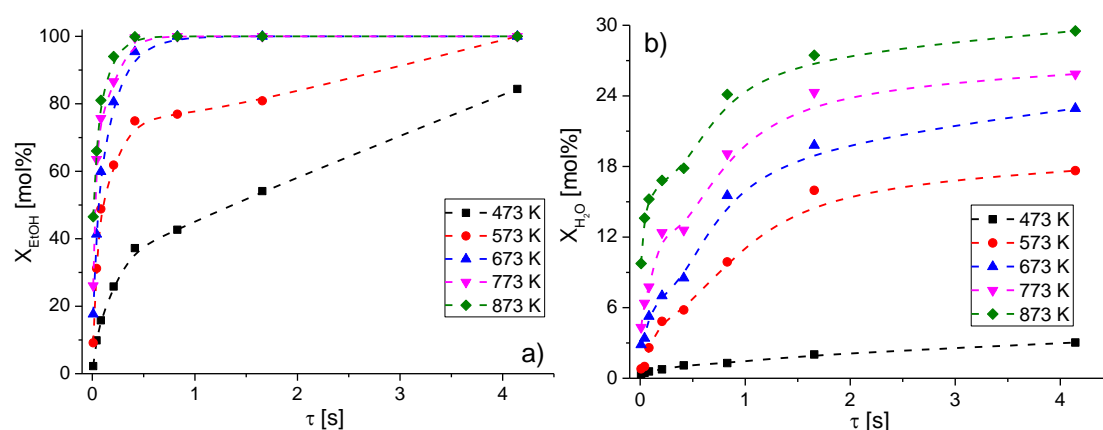 a)
X_EtOH [mol%]
100
80
60
40
20
0
0
1
2
3
4
τ [s]
473 K
573 K
673 K
773 K
873 K
b)
X_H₂O [mol%]
30
24
18
12
6
0
0
1
2
3
4
τ [s]
473 K
573 K
673 K
773 K
873 K